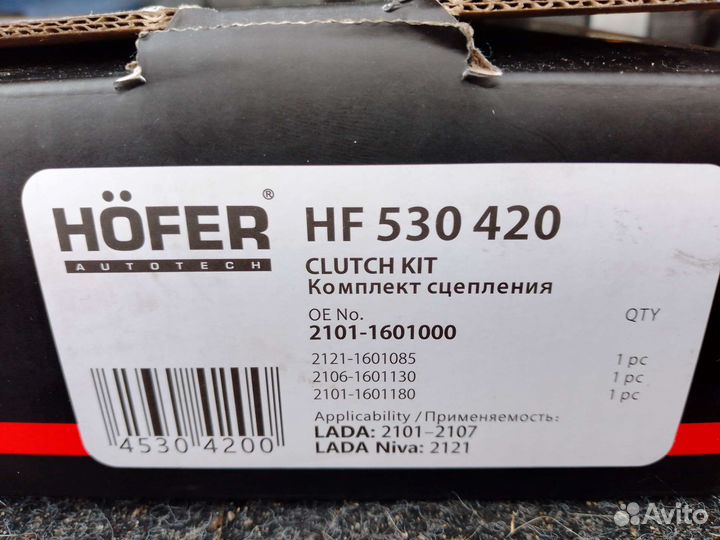 HÖFER®
AUTOTECH
HF 530 420
CLUTCH KIT
Комплект сцепления
OE No. QTY
2101-1601000
2121-1601085 1 pc
2106-1601130 1 pc
2101-1601180 1 pc
Applicability / Применяемость:
LADA: 2101–2107
LADA Niva: 2121
4530 4200
Avito